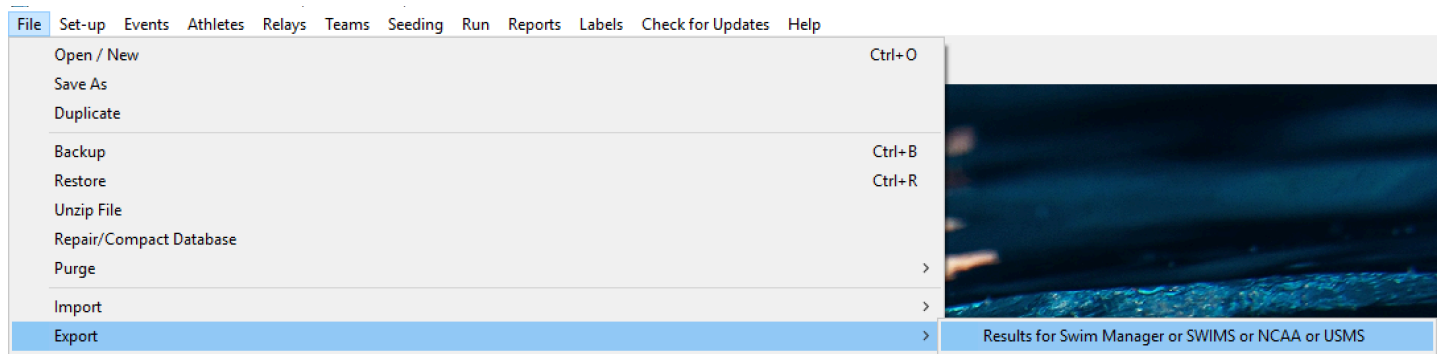 File Set-up Events Athletes Relays Teams Seeding Run Reports Labels Check for Updates Help
Open / New Ctrl+O
Save As
Duplicate
Backup Ctrl+B
Restore Ctrl+R
Unzip File
Repair/Compact Database
Purge
Import
Export Results for Swim Manager or SWIMS or NCAA or USMS